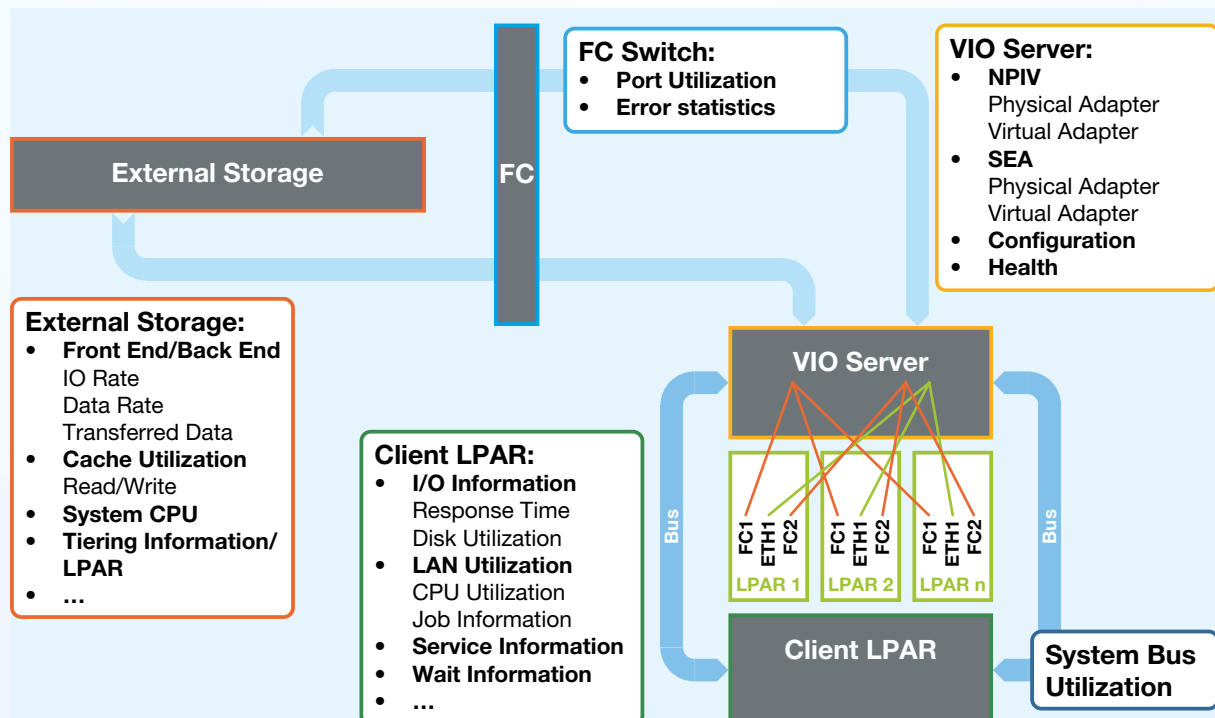 FC Switch:
• Port Utilization
• Error statistics
VIO Server:
• NPIV
Physical Adapter
Virtual Adapter
• SEA
Physical Adapter
Virtual Adapter
• Configuration
• Health
External Storage
FC
External Storage:
• Front End/Back End
IO Rate
Data Rate
Transferred Data
• Cache Utilization
Read/Write
• System CPU
• Tiering Information/
LPAR
• ...
Client LPAR:
• I/O Information
Response Time
Disk Utilization
• LAN Utilization
CPU Utilization
Job Information
• Service Information
• Wait Information
• ...
VIO Server
Bus
FC1
ETH1
FC2
LPAR 1
FC1
ETH1
FC2
LPAR 2
FC1
ETH1
FC2
LPAR n
Bus
Client LPAR
System Bus
Utilization